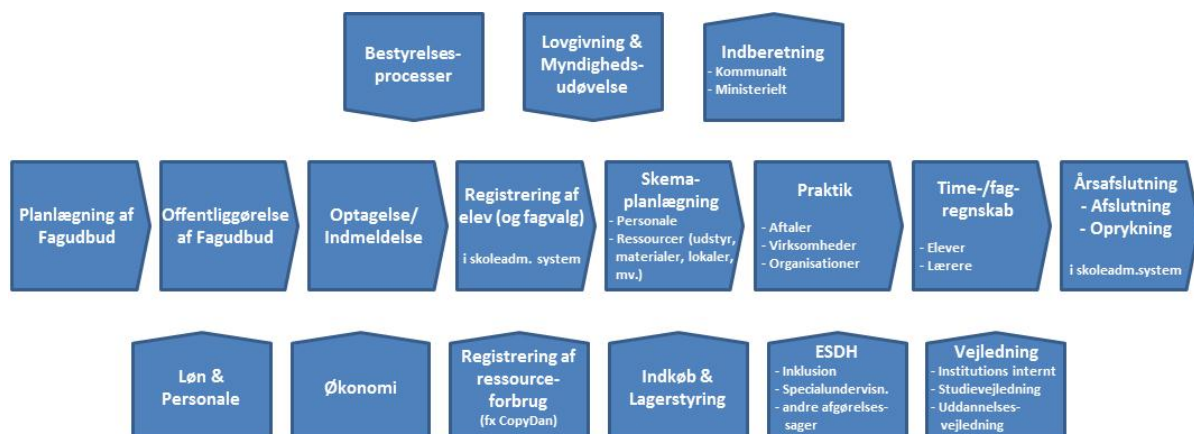 Bestyrelses-
processer
Lovgivning &
Myndigheds-
udøvelse
Indberetning
- Kommunalt
- Ministerielt
Planlægning af
Fagudbud
Offentliggørelse
af Fagudbud
Optagelse/
Indmeldelse
Registrering af
elev (og fagvalg)
i skoleadm. system
Skema-
planlægning
- Personale
- Ressourcer (udstyr,
materialer, lokaler,
mv.)
Praktik
- Aftaler
- Virksomheder
- Organisationer
Time-/fag-
regnskab
- Elever
- Lærere
Årsafslutning
- Afslutning
- Oprykning
i skoleadm.system
Løn &
Personale
Økonomi
Registrering af
ressource-
forbrug
(fx CopyDan)
Indkøb &
Lagerstyring
ESDH
- Inklusion
- Specialundervisn.
- andre afgørelses-
sager
Vejledning
- Institutions internt
- Studievejledning
- Uddannelses-
vejledning